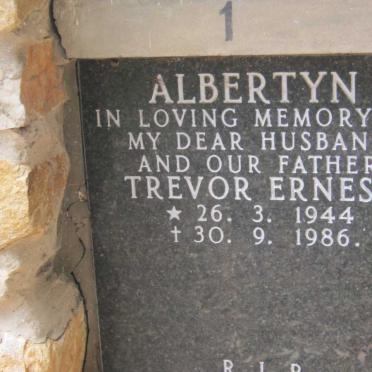 1
ALBERTYN
IN LOVING MEMORY
MY DEAR HUSBAN
AND OUR FATHER
TREVOR ERNES
★ 26. 3. 1944
† 30. 9. 1986.
R.I.P.